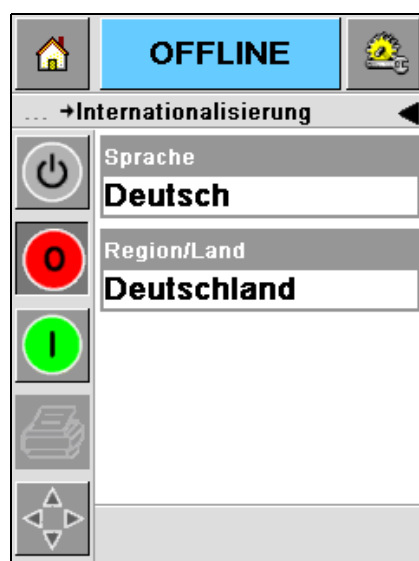 OFFLINE
... →Internationalisierung
Sprache
Deutsch
Region/Land
Deutschland
O
I